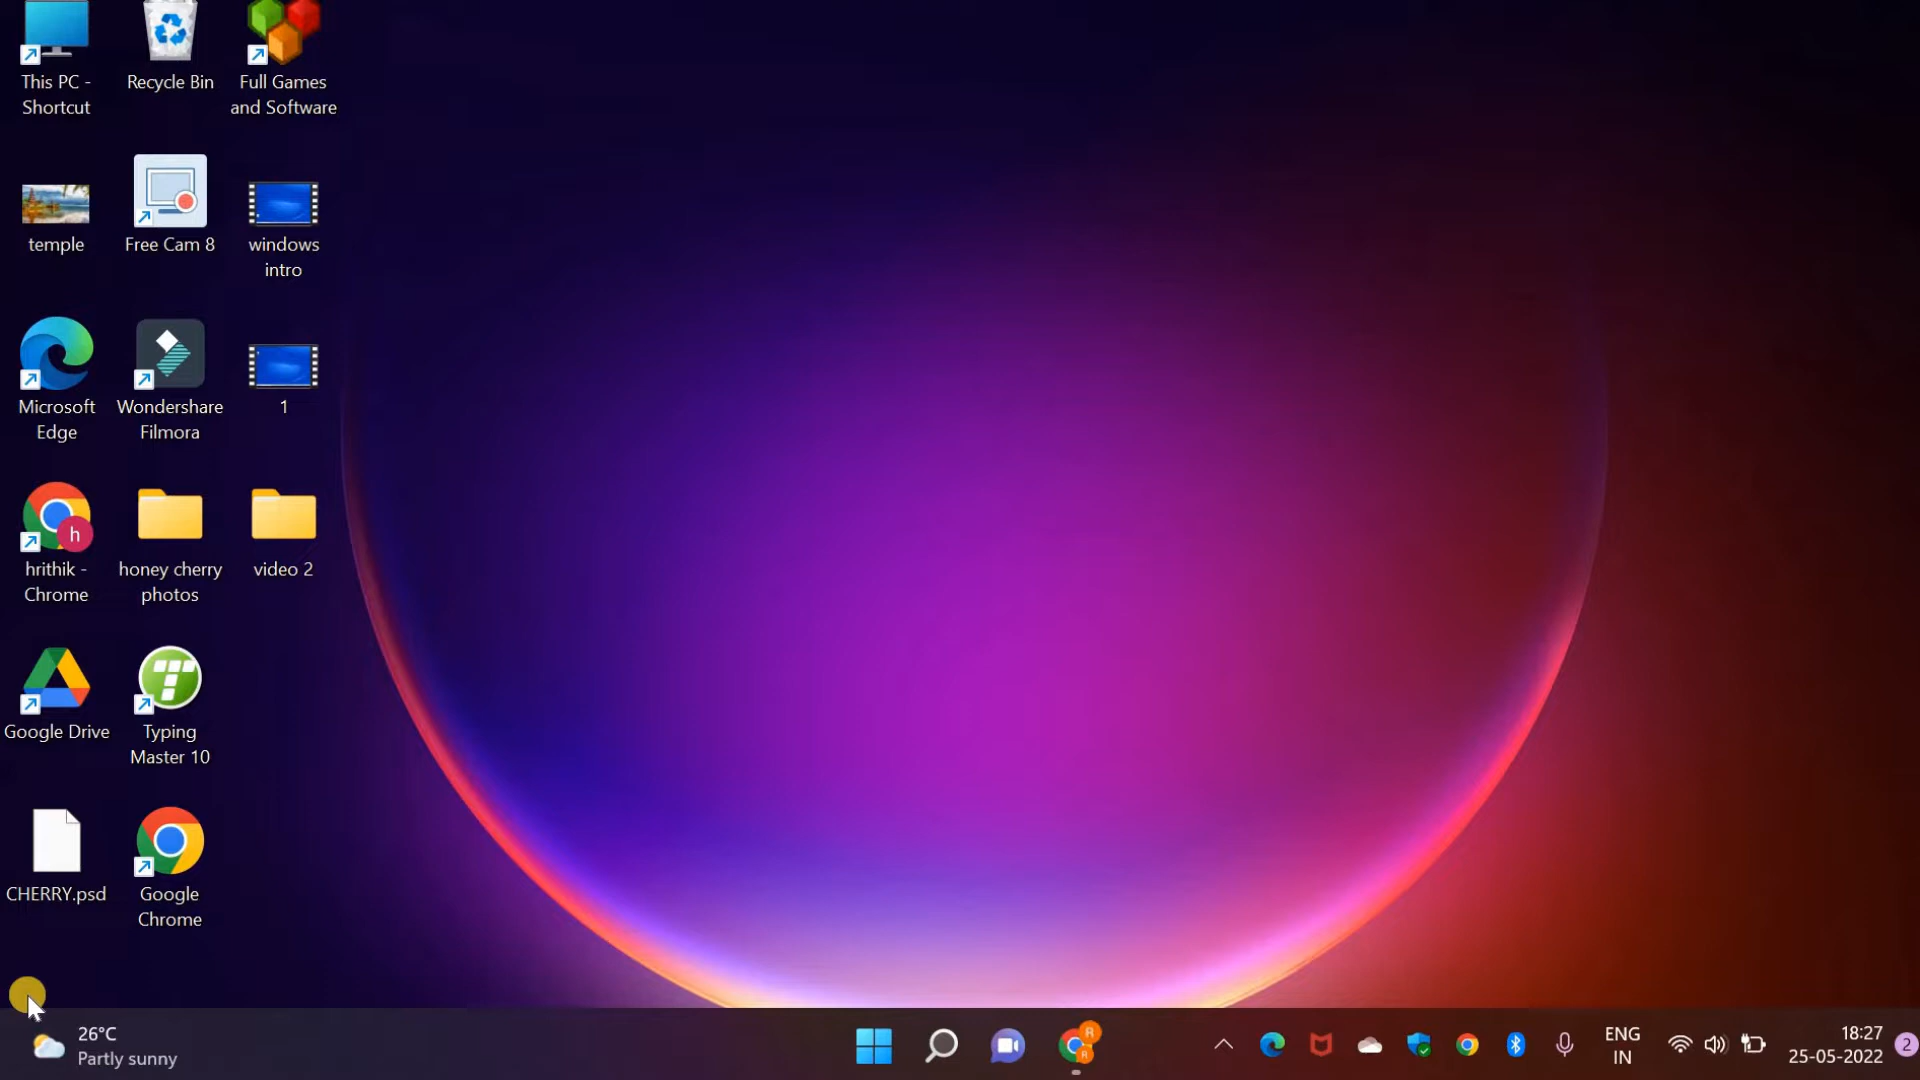 This PC -
Shortcut
Recycle Bin
Full Games
and Software
temple
Free Cam 8
windows
intro
Microsoft
Edge
Wondershare
Filmora
1
hrithik -
Chrome
h
honey cherry
photos
video 2
Google Drive
Typing
Master 10
CHERRY.psd
Google
Chrome
26°C
Partly sunny
R
R
ENG
IN
18:27
25-05-2022
2